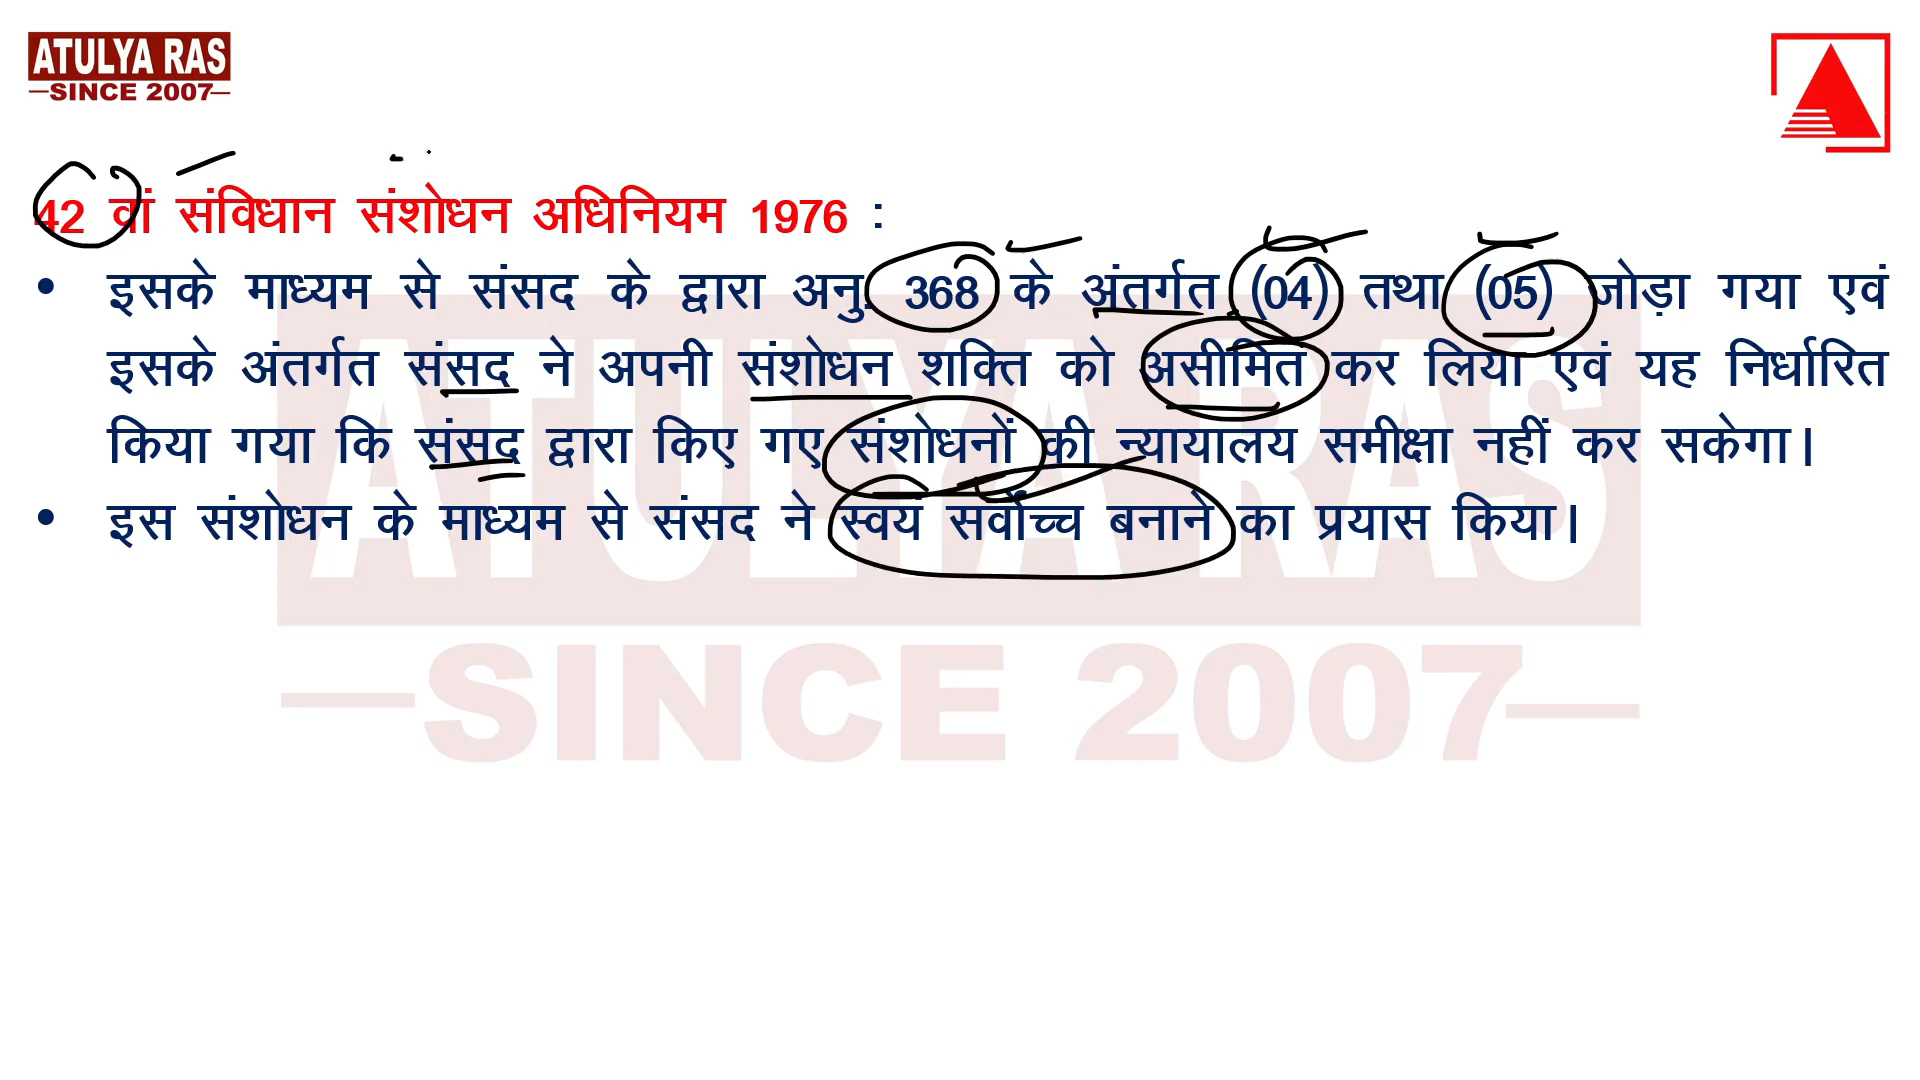 ATULYA RAS
SINCE 2007
42 वां संविधान संशोधन अधिनियम 1976 :
• इसके माध्यम से संसद के द्वारा अनु. 368 के अंतर्गत (04) तथा (05) जोड़ा गया एवं
इसके अंतर्गत संसद ने अपनी संशोधन शक्ति को असीमित कर लिया एवं यह निर्धारित
किया गया कि संसद द्वारा किए गए संशोधनों की न्यायालय समीक्षा नहीं कर सकेगा।
• इस संशोधन के माध्यम से संसद ने स्वयं सर्वोच्च बनाने का प्रयास किया।
ATULYA RAS
SINCE 2007